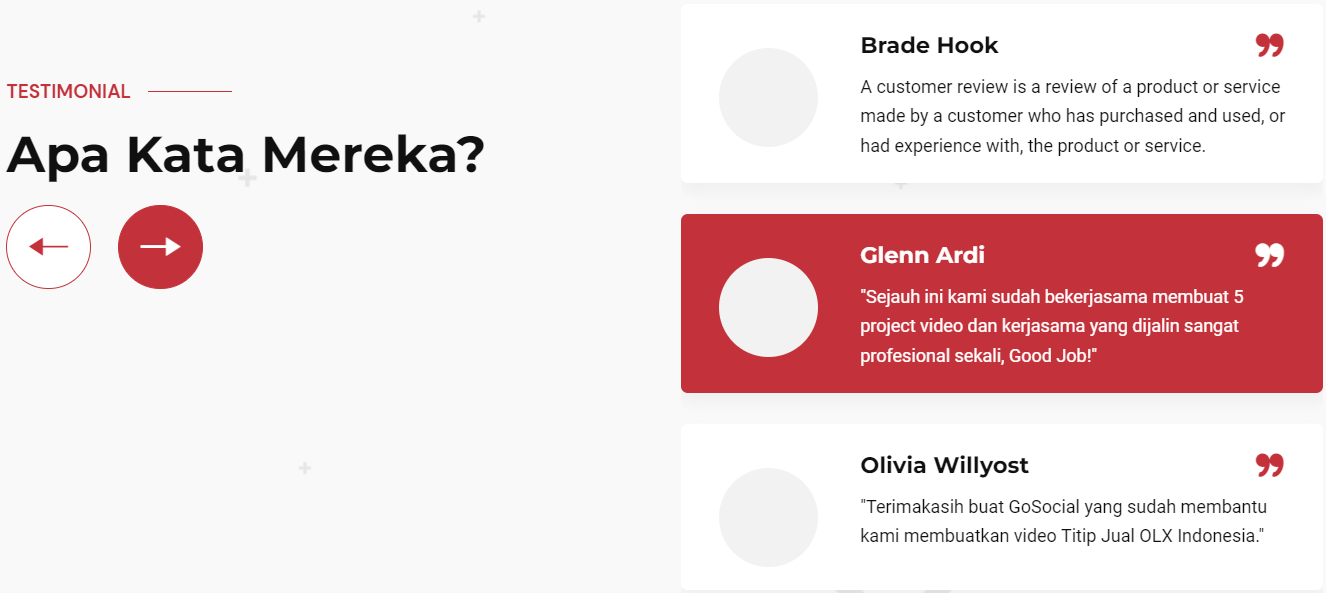 TESTIMONIAL
Apa Kata Mereka?
Brade Hook
A customer review is a review of a product or service
made by a customer who has purchased and used, or
had experience with, the product or service.
Glenn Ardi
"Sejauh ini kami sudah bekerjasama membuat 5
project video dan kerjasama yang dijalin sangat
profesional sekali, Good Job!"
Olivia Willyost
"Terimakasih buat GoSocial yang sudah membantu
kami membuatkan video Titip Jual OLX Indonesia."